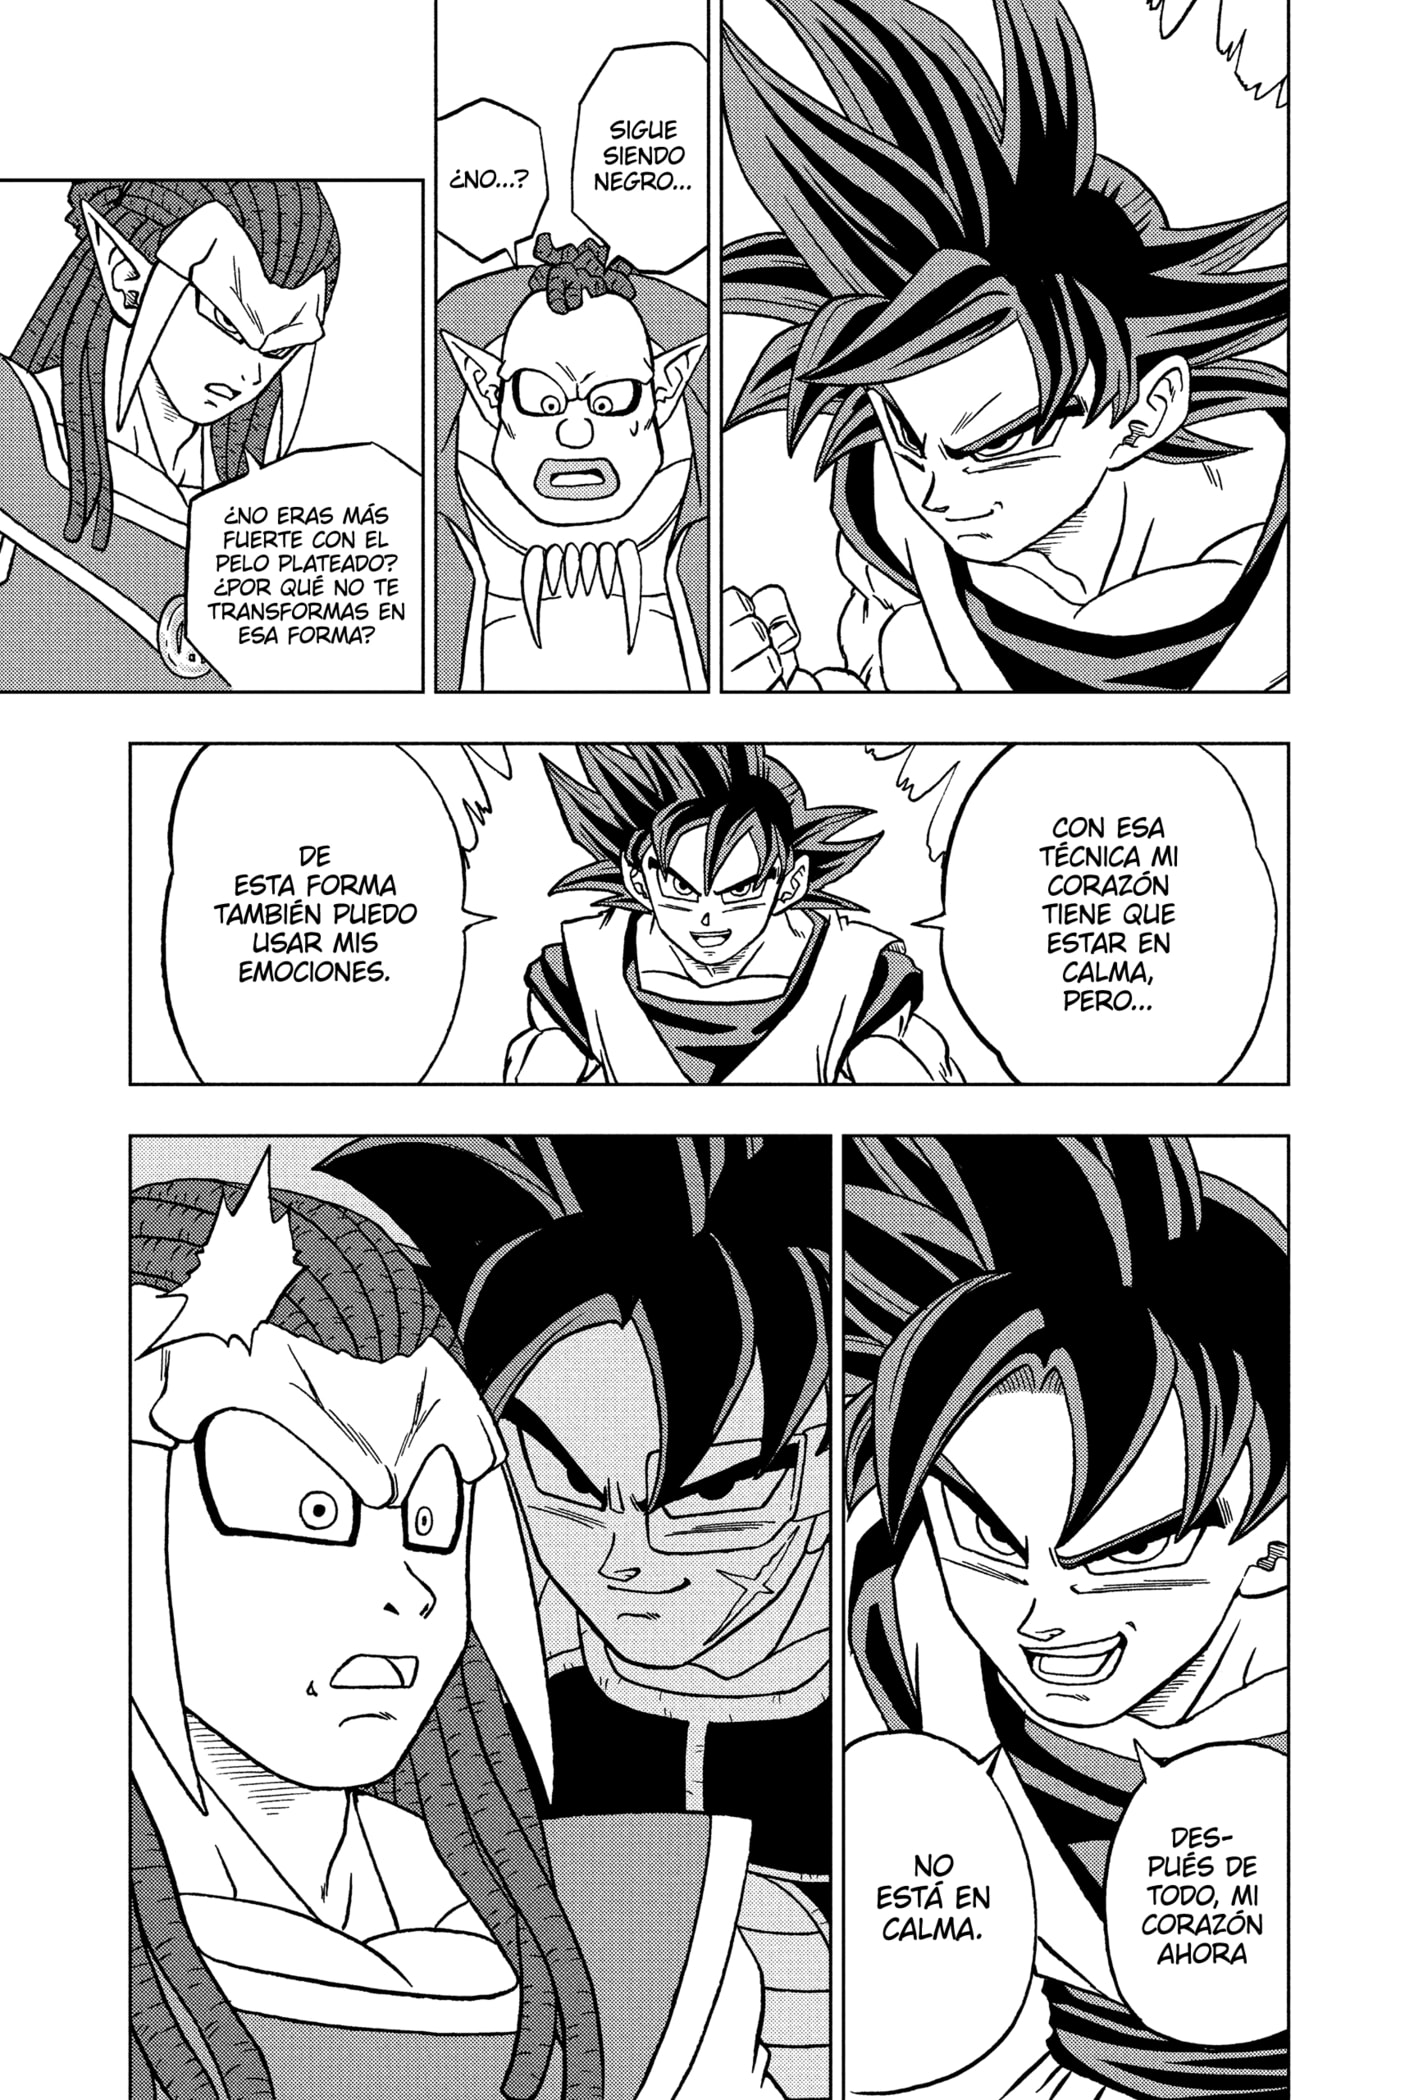 SIGUE
SIENDO
NEGRO...
¿NO...?
¿NO ERAS MÁS
FUERTE CON EL
PELO PLATEADO?
¿POR QUÉ NO TE
TRANSFORMAS EN
ESA FORMA?
CON ESA
TÉCNICA MI
CORAZÓN
TIENE QUE
ESTAR EN
CALMA,
PERO...
DE
ESTA FORMA
TAMBIÉN PUEDO
USAR MIS
EMOCIONES.
DES-
PUÉS DE
TODO, MI
CORAZÓN
AHORA
NO
ESTÁ EN
CALMA.